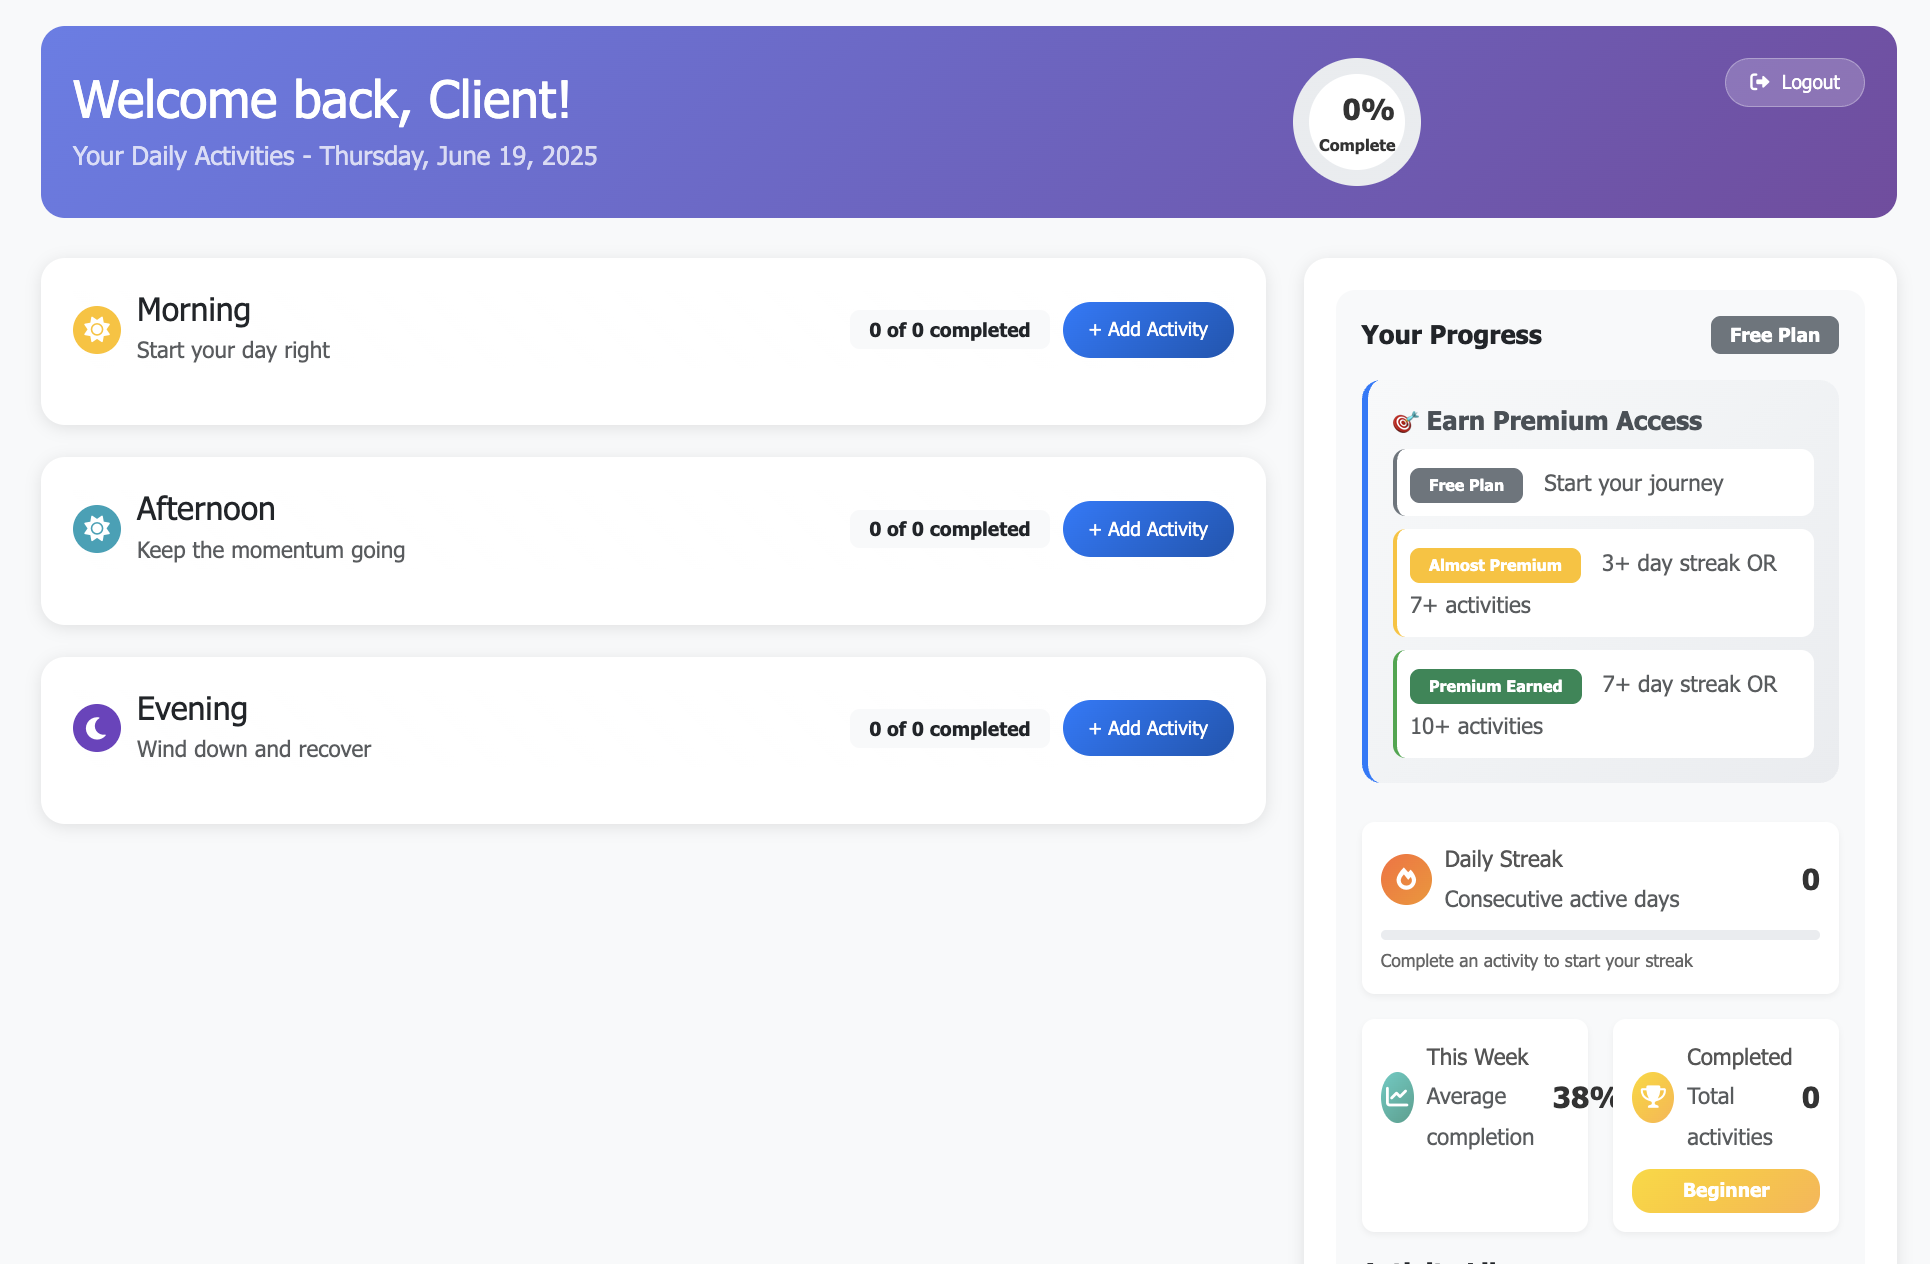 Welcome back, Client!
Your Daily Activities - Thursday, June 19, 2025
0%
Complete
Logout
Morning
Start your day right
0 of 0 completed
+ Add Activity
Afternoon
Keep the momentum going
0 of 0 completed
+ Add Activity
Evening
Wind down and recover
0 of 0 completed
+ Add Activity
Your Progress
Free Plan
Earn Premium Access
Free Plan Start your journey
Almost Premium 3+ day streak OR
7+ activities
Premium Earned 7+ day streak OR
10+ activities
Daily Streak
Consecutive active days
0
Complete an activity to start your streak
This Week
Average
completion
38%
Completed
Total
activities
0
Beginner